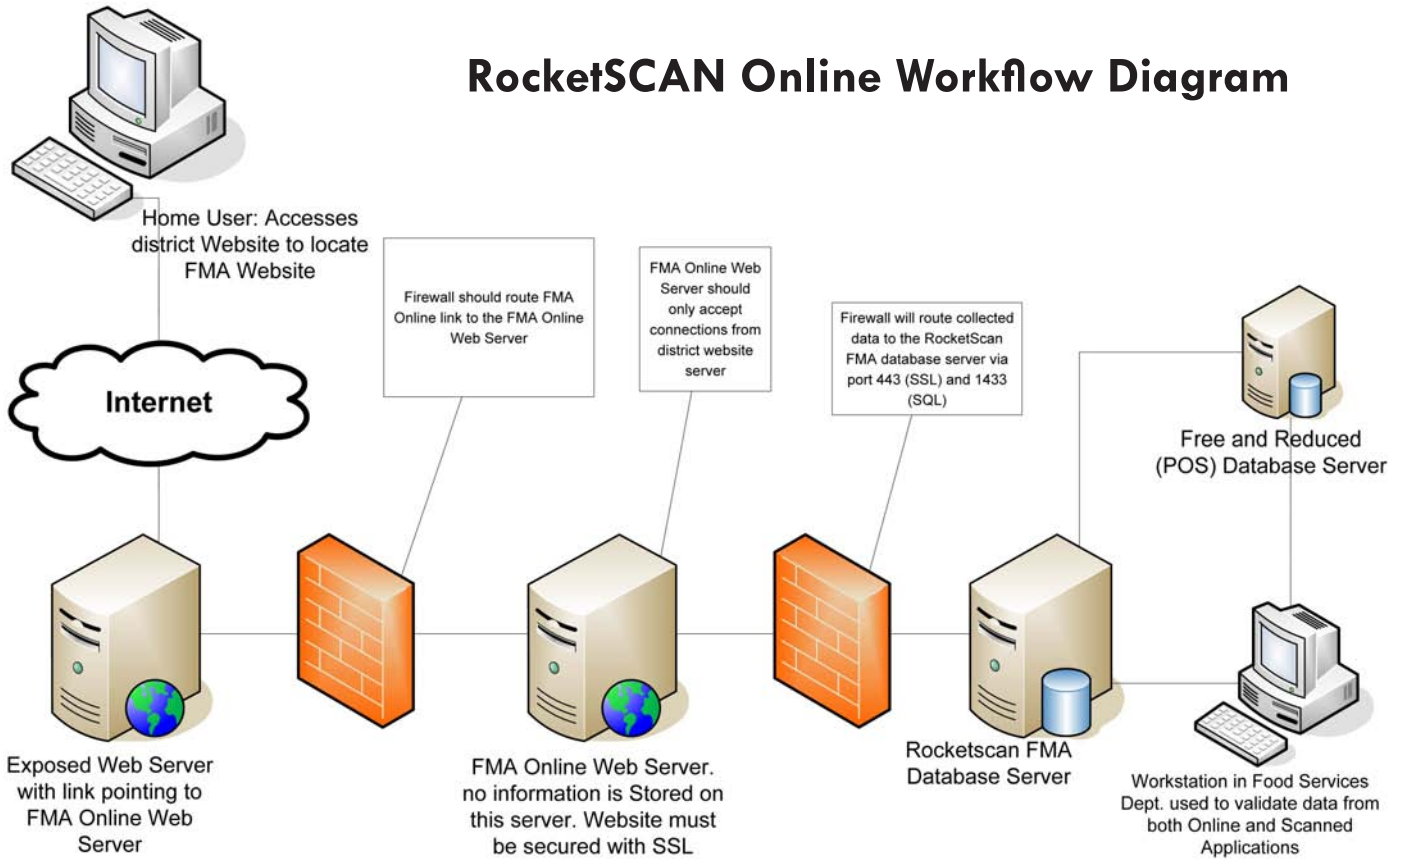 RocketSCAN Online Workflow Diagram
Home User: Accesses
district Website to locate
FMA Website
Internet
Firewall should route FMA
Online link to the FMA Online
Web Server
FMA Online Web
Server should
only accept
connections from
district website
server
Firewall will route collected
data to the RocketScan
FMA database server via
port 443 (SSL) and 1433
(SQL)
Free and Reduced
(POS) Database Server
Exposed Web Server
with link pointing to
FMA Online Web
Server
FMA Online Web Server.
no information is Stored on
this server. Website must
be secured with SSL
Rocketscan FMA
Database Server
Workstation in Food Services
Dept. used to validate data from
both Online and Scanned
Applications